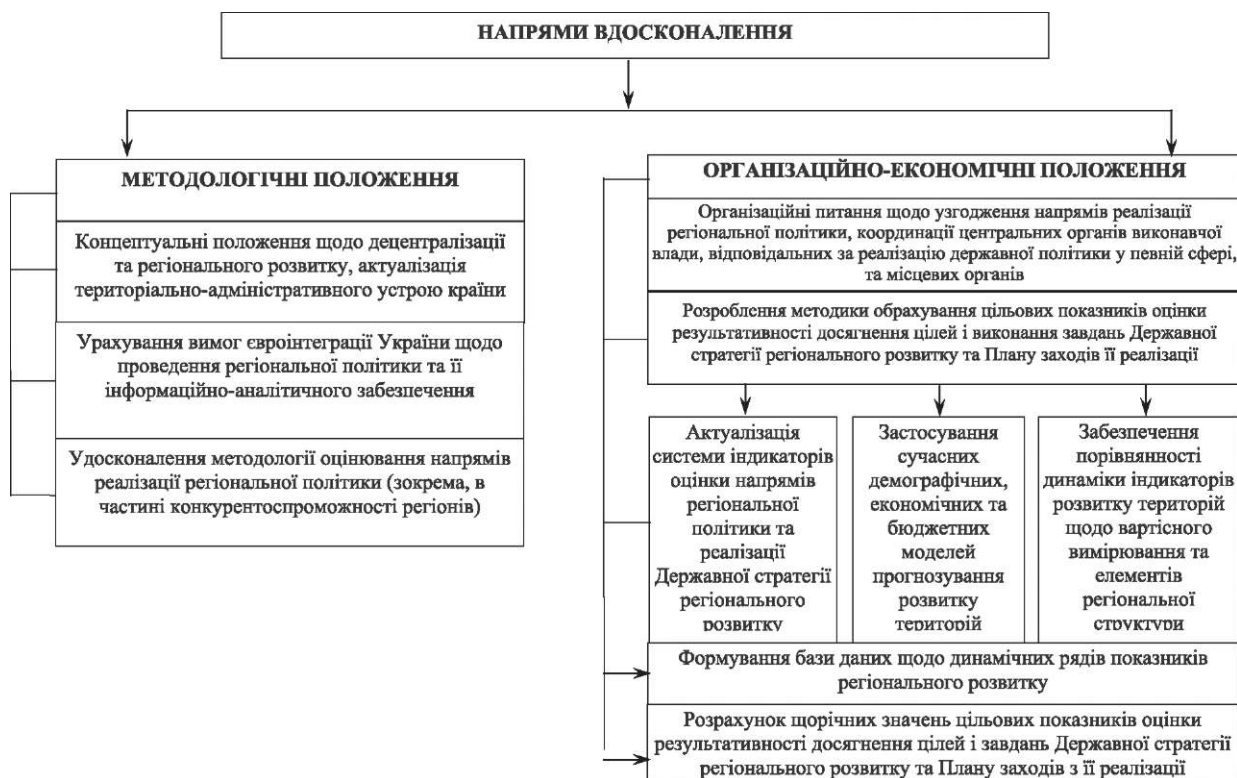 НАПРЯМИ ВДОСКОНАЛЕННЯ
МЕТОДОЛОГІЧНІ ПОЛОЖЕННЯ
Концептуальні положення щодо децентралізації
та регіонального розвитку, актуалізація
територіально-адміністративного устрою країни
Урахування вимог євроінтеграції України щодо
проведення регіональної політики та її
інформаційно-аналітичного забезпечення
Удосконалення методології оцінювання напрямів
реалізації регіональної політики (зокрема, в
частині конкурентоспроможності регіонів)
ОРГАНІЗАЦІЙНО-ЕКОНОМІЧНІ ПОЛОЖЕННЯ
Організаційні питання щодо узгодження напрямів реалізації
регіональної політики, координації центральних органів виконавчої
влади, відповідальних за реалізацію державної політики у певній сфері,
та місцевих органів
Розроблення методики обрахування цільових показників оцінки
результативності досягнення цілей і виконання завдань Державної
стратегії регіонального розвитку та Плану заходів її реалізації
Актуалізація
системи індикаторів
оцінки напрямів
регіональної
політики та
реалізації
Державної стратегії
регіонального
розвитку
Застосування
сучасних
демографічних,
економічних та
бюджетних
моделей
прогнозування
розвитку
територій
Забезпечення
порівнянності
динаміки індикаторів
розвитку територій
щодо вартісного
вимірювання та
елементів
регіональної
структури
Формування бази даних щодо динамічних рядів показників
регіонального розвитку
Розрахунок щорічних значень цільових показників оцінки
результативності досягнення цілей і завдань Державної стратегії
регіонального розвитку та Плану заходів з її реалізації